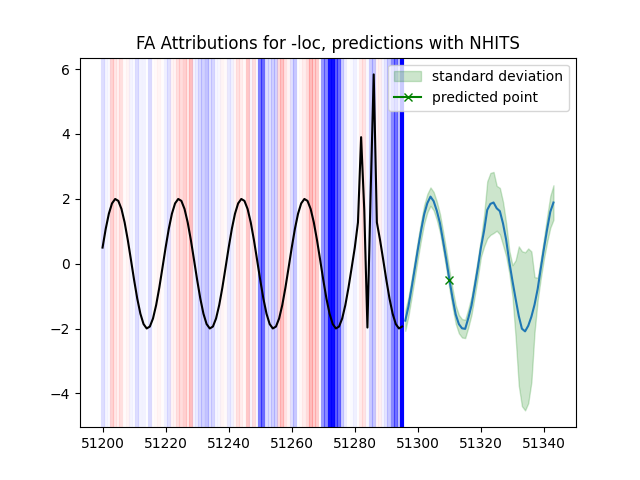 FA Attributions for -loc, predictions with NHITS
standard deviation
predicted point
6
4
2
0
−2
−4
51200 51220 51240 51260 51280 51300 51320 51340